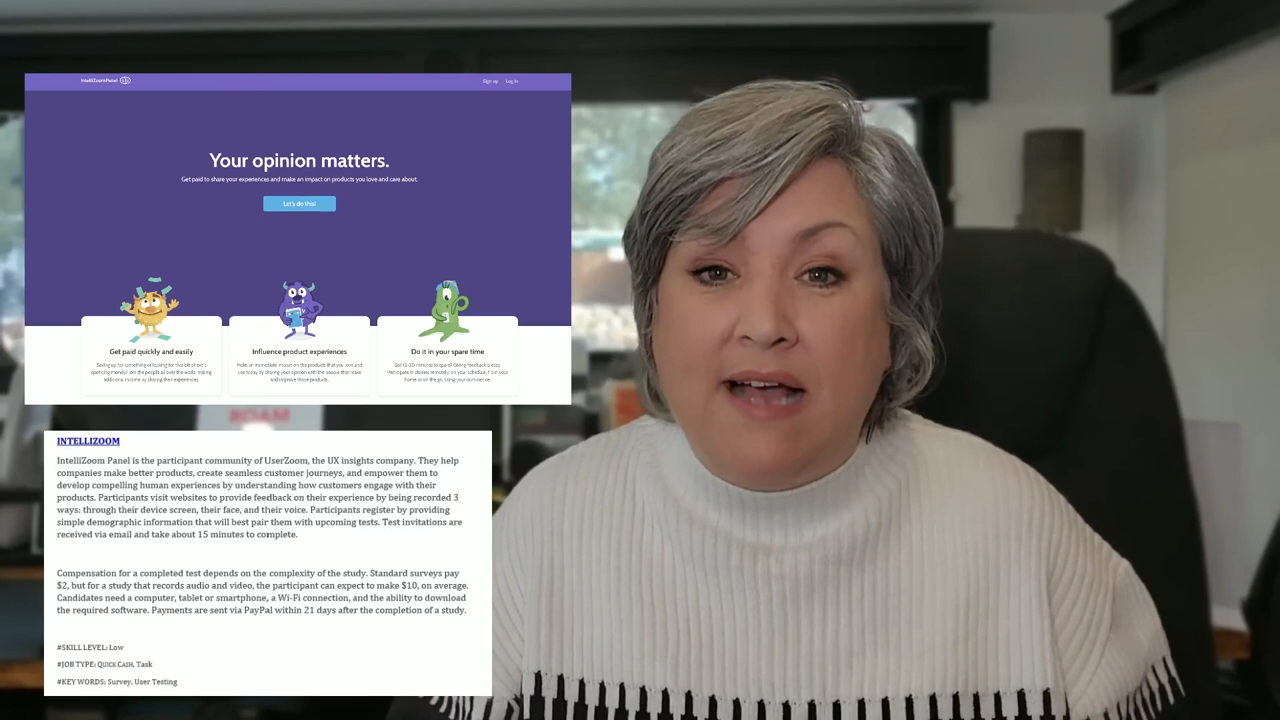 IntelliZoomPanel
Sign up
Log In
Your opinion matters.
Get paid to share your experiences and make an impact on products you love and care about.
Let's do this!
Get paid quickly and easily
Saving up for something or looking for that bit of extra
spending money? Join the people all over the world making
additional income by sharing their experiences.
Influence product experiences
Make an immediate impact on the products that you love and
use today by sharing your opinion with the people that make
and improve those products.
Do it in your spare time
Got 10-20 minutes to spare? Giving feedback is easy.
Participate in studies remotely, on your schedule, from your
home or on the go, using your own device.
ROAM
INTELLIZOOM
IntelliZoom Panel is the participant community of UserZoom, the UX insights company. They help
companies make better products, create seamless customer journeys, and empower them to
develop compelling human experiences by understanding how customers engage with their
products. Participants visit websites to provide feedback on their experience by being recorded 3
ways: through their device screen, their face, and their voice. Participants register by providing
simple demographic information that will best pair them with upcoming tests. Test invitations are
received via email and take about 15 minutes to complete.
Compensation for a completed test depends on the complexity of the study. Standard surveys pay
$2, but for a study that records audio and video, the participant can expect to make $10, on average.
Candidates need a computer, tablet or smartphone, a Wi-Fi connection, and the ability to download
the required software. Payments are sent via PayPal within 21 days after the completion of a study.
#SKILL LEVEL: Low
#JOB TYPE: Quick Cash, Task
#KEY WORDS: Survey, User Testing